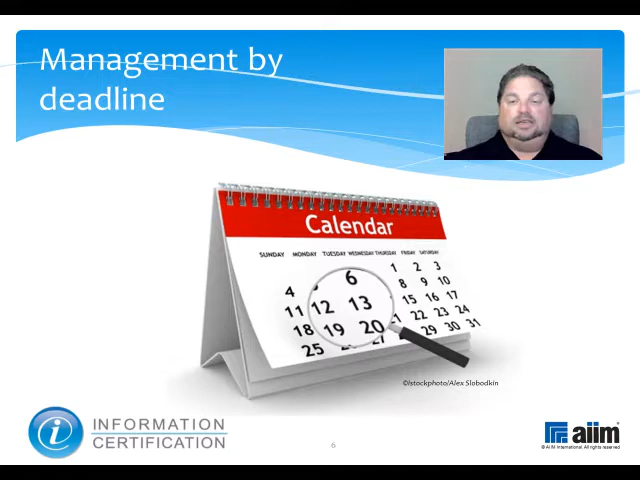 Management by
deadline
Calendar
SUNDAY MONDAY TUESDAY WEDNESDAY THURSDAY FRIDAY SATURDAY
1 2 3
4 6 8 9 10
11 12 13 15 16 17
18 19 20 22 23 24
25 27 29 30 31
©istockphoto/Alex Slobodkin
i INFORMATION
CERTIFICATION
6
aiim
© AIIM International. All rights reserved